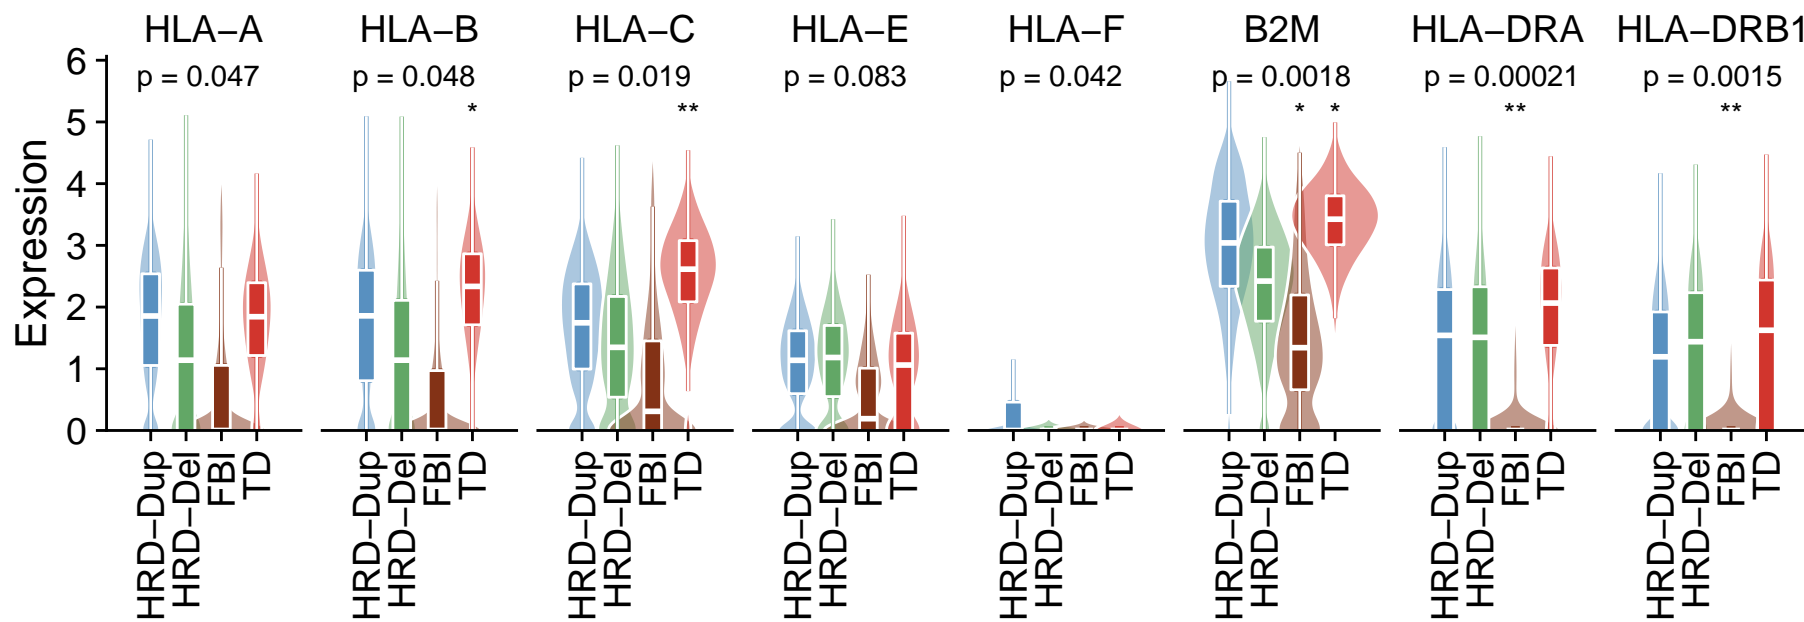 HLA−A HLA−B HLA−C HLA−E HLA−F B2M HLA−DRA HLA−DRB1
p = 0.047 p = 0.048 p = 0.019 p = 0.083 p = 0.042 p = 0.0018 p = 0.00021 p = 0.0015
* ** * * ** **
Expression
6
5
4
3
2
1
0
HRD−Dup HRD−Del FBI TD HRD−Dup HRD−Del FBI TD HRD−Dup HRD−Del FBI TD HRD−Dup HRD−Del FBI TD HRD−Dup HRD−Del FBI TD HRD−Dup HRD−Del FBI TD HRD−Dup HRD−Del FBI TD HRD−Dup HRD−Del FBI TD